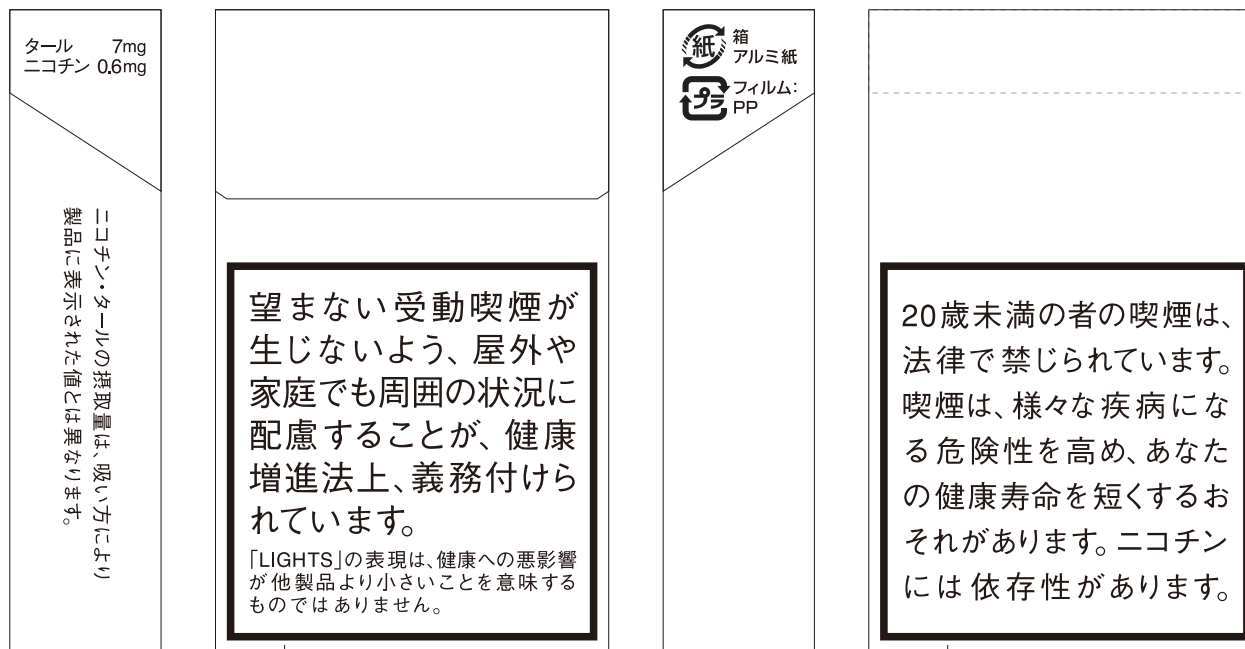 タール 7mg
ニコチン 0.6mg
ニコチン・タールの摂取量は、吸い方により
製品に表示された値とは異なります。
望まない受動喫煙が
生じないよう、屋外や
家庭でも周囲の状況に
配慮することが、健康
増進法上、義務付けら
れています。
「LIGHTS」の表現は、健康への悪影響
が他製品より小さいことを意味する
ものではありません。
紙 箱
アルミ紙
プラ フィルム：
PP
20歳未満の者の喫煙は、
法律で禁じられています。
喫煙は、様々な疾病にな
る危険性を高め、あなた
の健康寿命を短くするお
それがあります。ニコチン
には依存性があります。